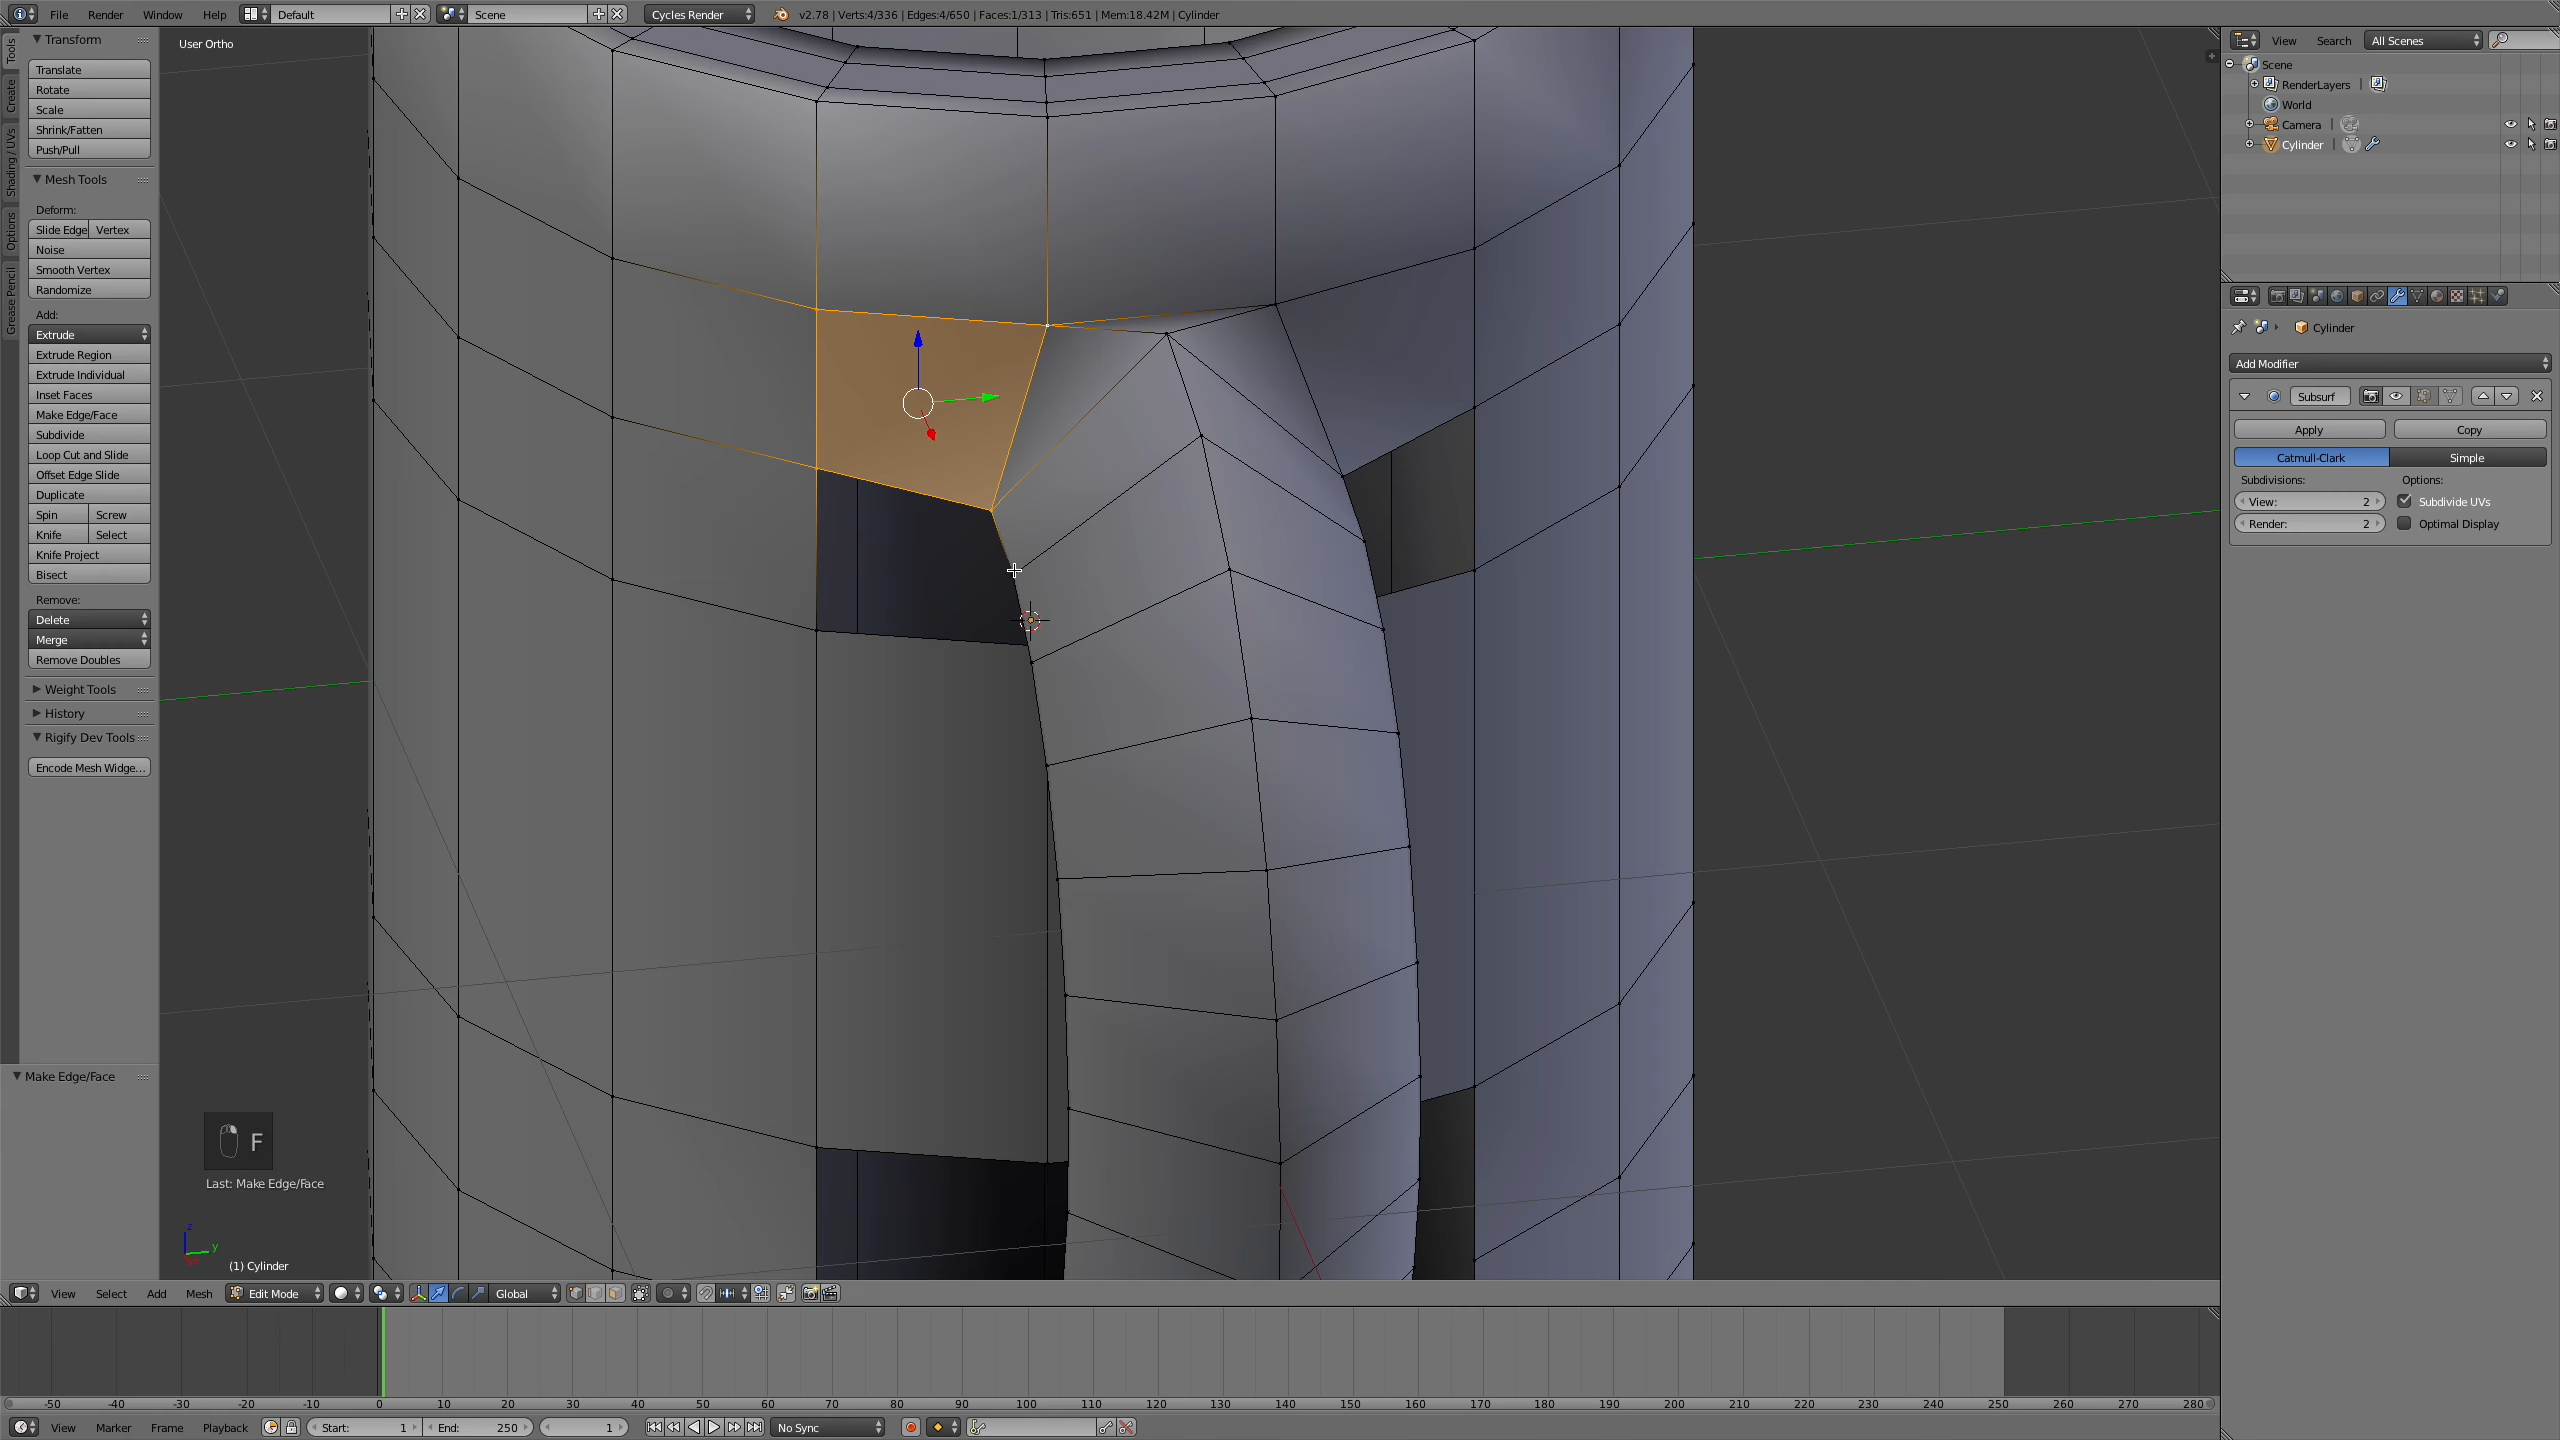 File Render Window Help Default Scene Cycles Render v2.78 | Verts:4/336 | Edges:4/650 | Faces:1/313 | Tris:651 | Mem:18.42M | Cylinder
Tools
Create
Shading / UVs
Options
Grease Pencil
Transform
Translate
Rotate
Scale
Shrink/Fatten
Push/Pull
Mesh Tools
Deform:
Slide Edge Vertex
Noise
Smooth Vertex
Randomize
Add:
Extrude
Extrude Region
Extrude Individual
Inset Faces
Make Edge/Face
Subdivide
Loop Cut and Slide
Offset Edge Slide
Duplicate
Spin Screw
Knife Select
Knife Project
Bisect
Remove:
Delete
Merge
Remove Doubles
Weight Tools
History
Rigify Dev Tools
Encode Mesh Widge...
Make Edge/Face
User Ortho
F
Last: Make Edge/Face
z
y
(1) Cylinder
View Select Add Mesh Edit Mode Global
View Search All Scenes
Scene
RenderLayers |
World
Camera |
Cylinder |
Cylinder
Add Modifier
Subsurf
Apply Copy
Catmull-Clark Simple
Subdivisions: Options:
View: 2 Subdivide UVs
Render: 2 Optimal Display
-50 -40 -30 -20 -10 0 10 20 30 40 50 60 70 80 90 100 110 120 130 140 150 160 170 180 190 200 210 220 230 240 250 260 270 280
View Marker Frame Playback Start: 1 End: 250 1 No Sync